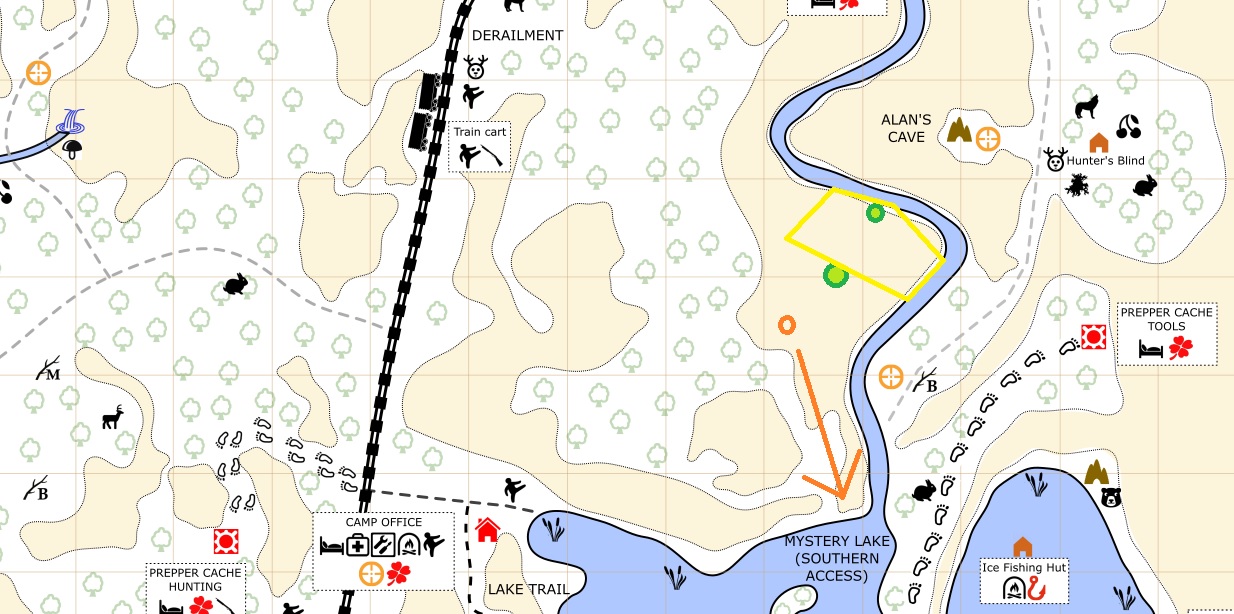 DERAILMENT
Train cart
ALAN'S
CAVE
Hunter's Blind
PREPPER CACHE
TOOLS
M
B
B
CAMP OFFICE
MYSTERY LAKE
(SOUTHERN
ACCESS)
Ice Fishing Hut
PREPPER CACHE
HUNTING
LAKE TRAIL